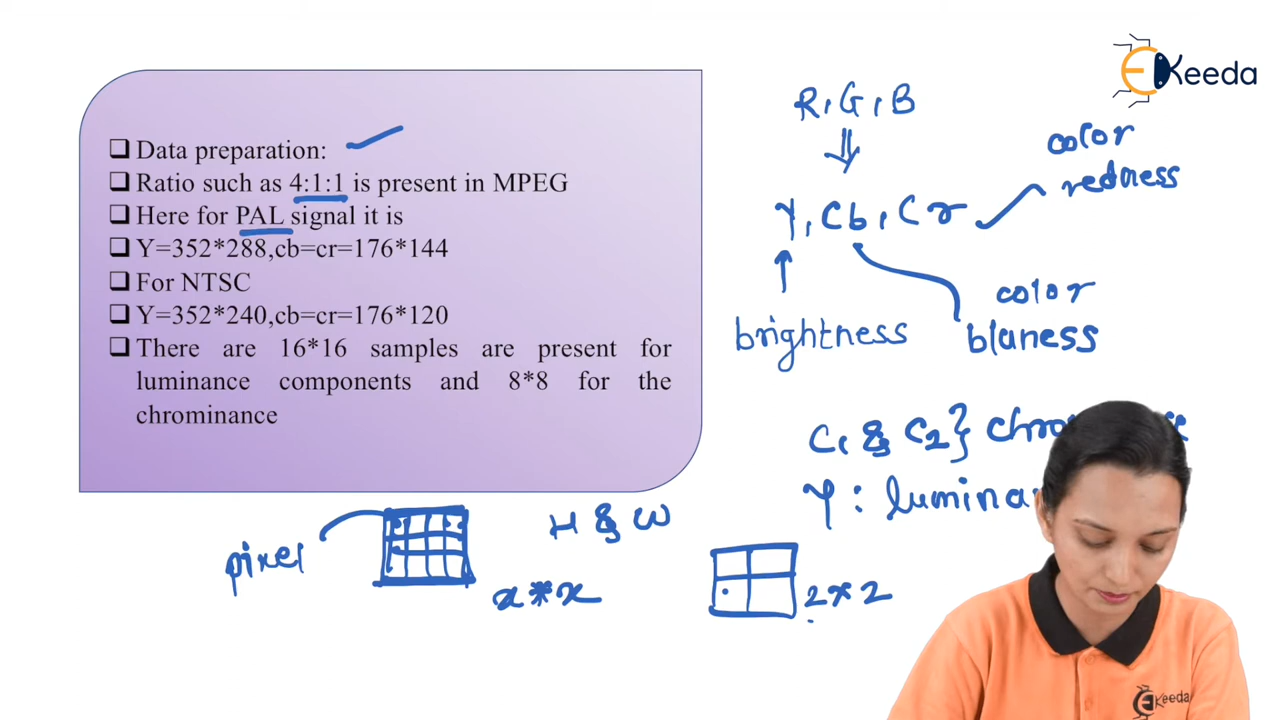 Keeda
❑ Data preparation:
❑ Ratio such as 4:1:1 is present in MPEG
❑ Here for PAL signal it is
❑ Y=352*288,cb=cr=176*144
❑ For NTSC
❑ Y=352*240,cb=cr=176*120
❑ There are 16*16 samples are present for
luminance components and 8*8 for the
chrominance
R, G, B
Y, Cb, Cr
color
redness
brightness
color
bluness
C1 & C2}
Y:
pixel
H & W
x*x
2*2
Keeda